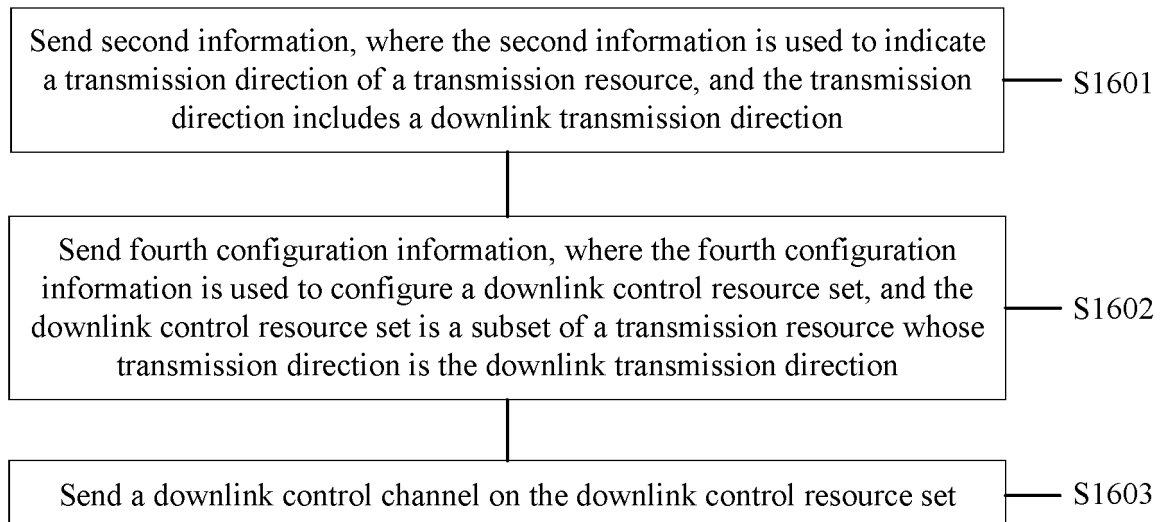 Send second information, where the second information is used to indicate
a transmission direction of a transmission resource, and the transmission
direction includes a downlink transmission direction
S1601
Send fourth configuration information, where the fourth configuration
information is used to configure a downlink control resource set, and the
downlink control resource set is a subset of a transmission resource whose
transmission direction is the downlink transmission direction
S1602
Send a downlink control channel on the downlink control resource set
S1603